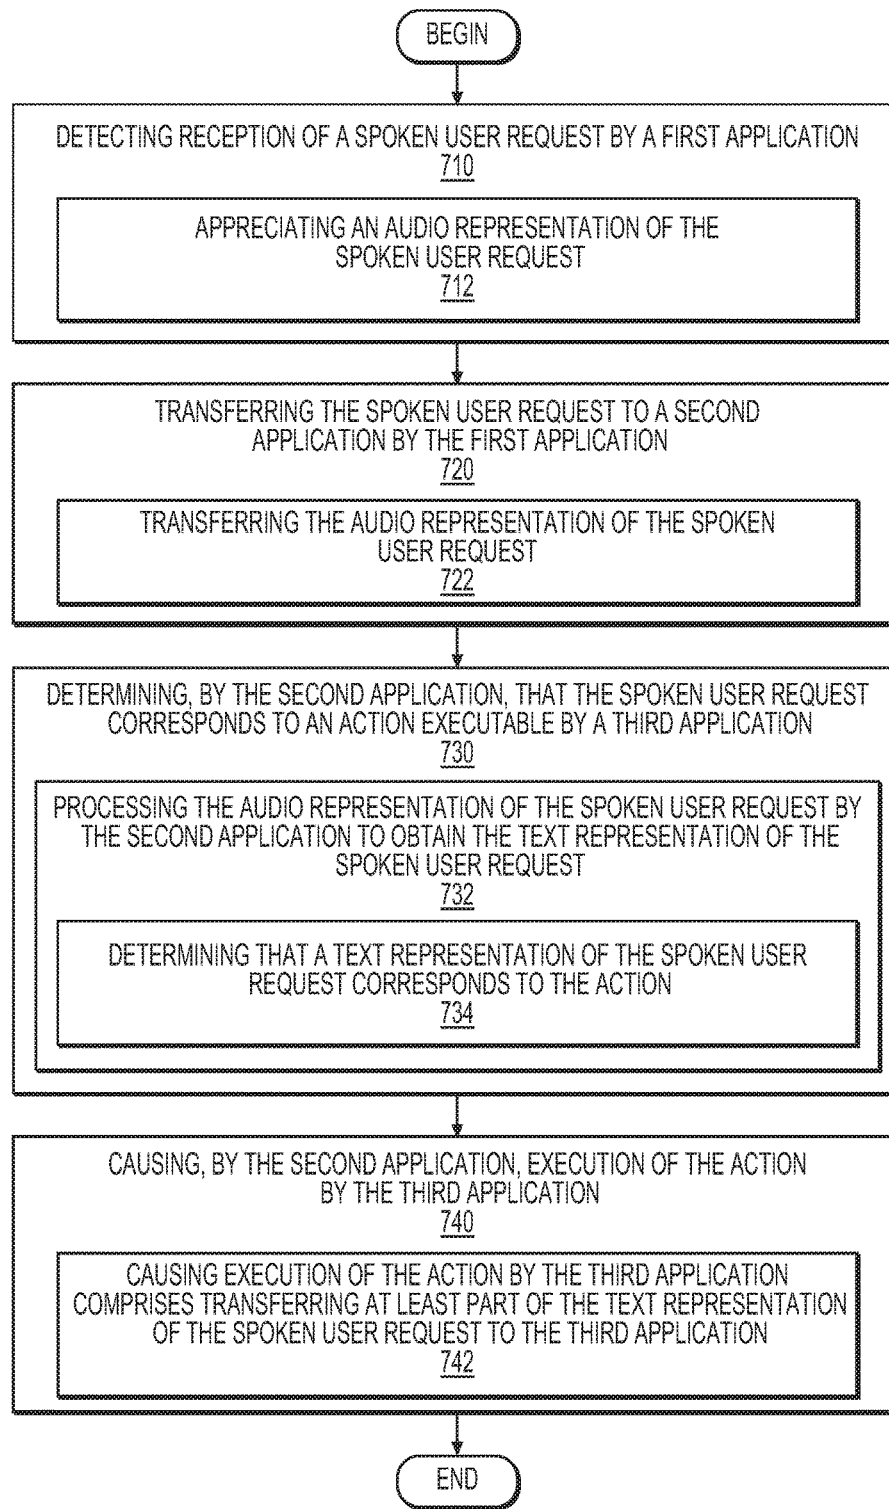 BEGIN
DETECTING RECEPTION OF A SPOKEN USER REQUEST BY A FIRST APPLICATION
710
APPRECIATING AN AUDIO REPRESENTATION OF THE
SPOKEN USER REQUEST
712
TRANSFERRING THE SPOKEN USER REQUEST TO A SECOND
APPLICATION BY THE FIRST APPLICATION
720
TRANSFERRING THE AUDIO REPRESENTATION OF THE SPOKEN
USER REQUEST
722
DETERMINING, BY THE SECOND APPLICATION, THAT THE SPOKEN USER REQUEST
CORRESPONDS TO AN ACTION EXECUTABLE BY A THIRD APPLICATION
730
PROCESSING THE AUDIO REPRESENTATION OF THE SPOKEN USER REQUEST BY
THE SECOND APPLICATION TO OBTAIN THE TEXT REPRESENTATION OF THE
SPOKEN USER REQUEST
732
DETERMINING THAT A TEXT REPRESENTATION OF THE SPOKEN USER
REQUEST CORRESPONDS TO THE ACTION
734
CAUSING, BY THE SECOND APPLICATION, EXECUTION OF THE ACTION
BY THE THIRD APPLICATION
740
CAUSING EXECUTION OF THE ACTION BY THE THIRD APPLICATION
COMPRISES TRANSFERRING AT LEAST PART OF THE TEXT REPRESENTATION
OF THE SPOKEN USER REQUEST TO THE THIRD APPLICATION
742
END